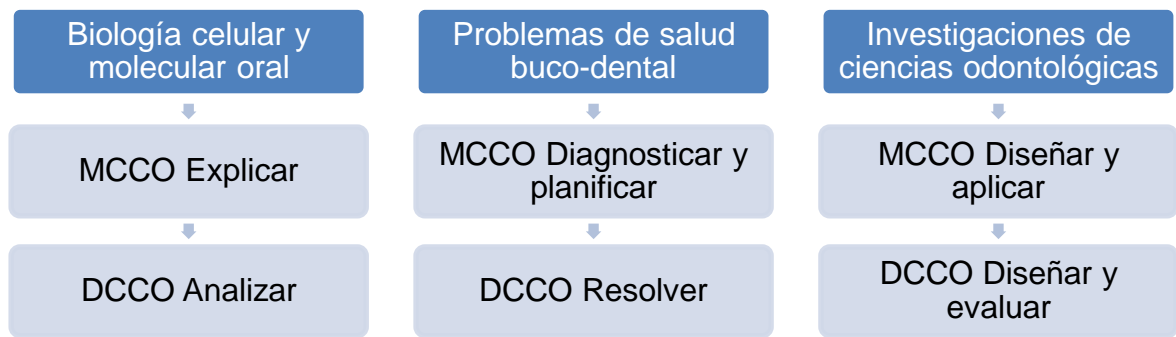 Biología celular y
molecular oral
MCCO Explicar
DCCO Analizar
Problemas de salud
buco-dental
MCCO Diagnosticar y
planificar
DCCO Resolver
Investigaciones de
ciencias odontológicas
MCCO Diseñar y
aplicar
DCCO Diseñar y
evaluar